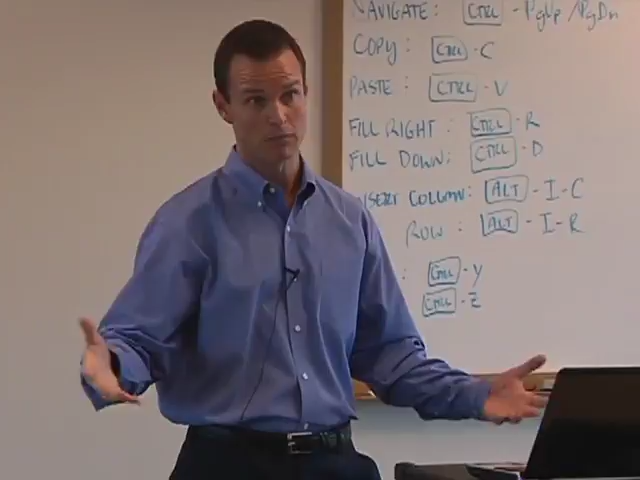 NAVIGATE: CTRL - PgUp / PgDn
COPY: CTRL - C
PASTE: CTRL - V
FILL RIGHT: CTRL - R
FILL DOWN: CTRL - D
INSERT COLUMN: ALT - I - C
ROW: ALT - I - R
: CTRL - Y
CTRL - Z